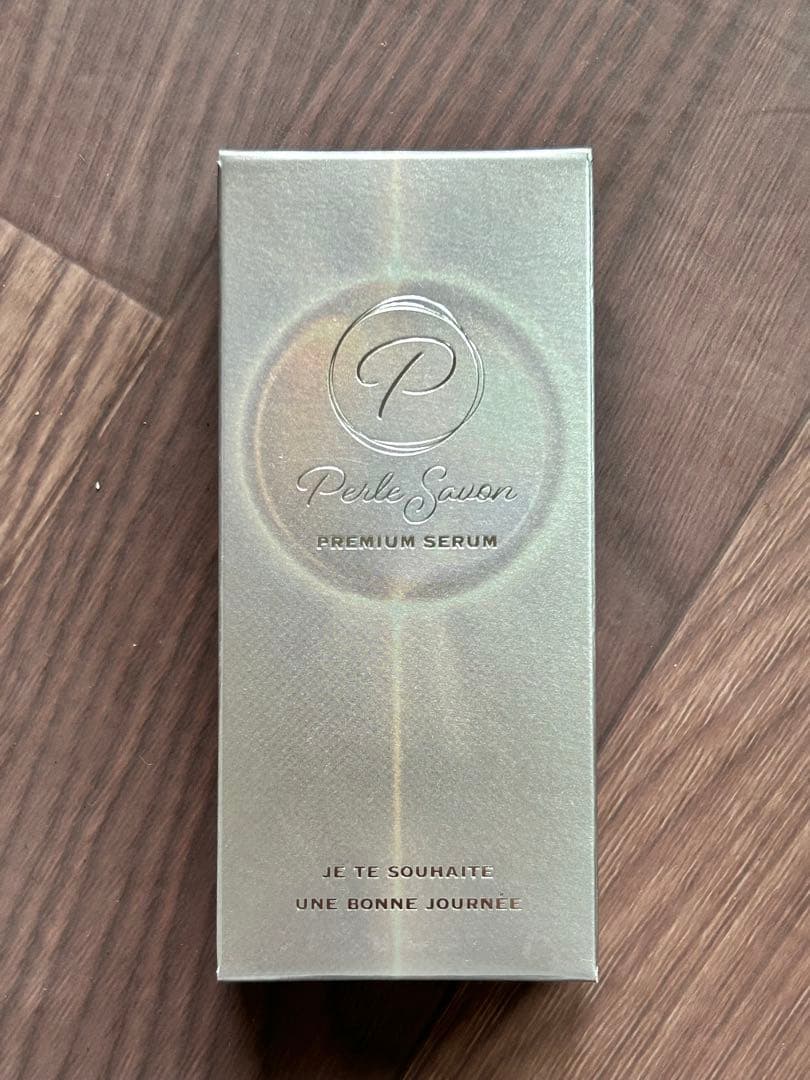 P
Perle Savon
PREMIUM SERUM
JE TE SOUHAITE
UNE BONNE JOURNÉE